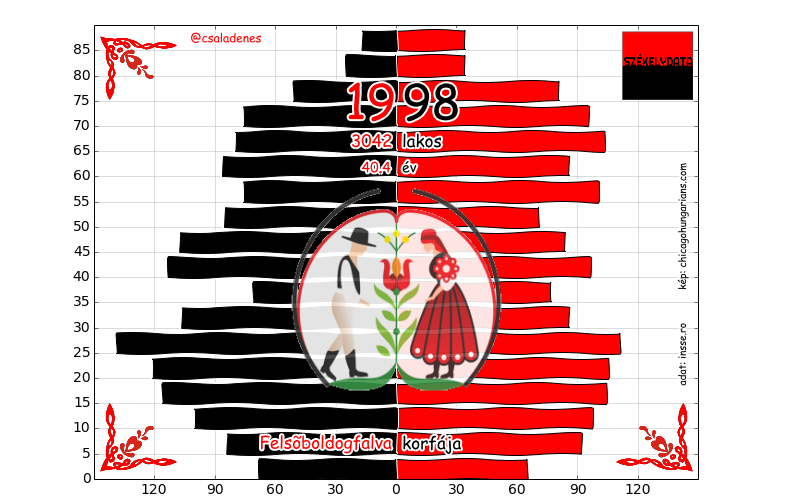 @csaladenes
SZÉKELYDATA
1998
3042 lakos
40.4 év
kép: chicagohungarians.com
adat: insse.ro
Felsőboldogfalva korfája
85
80
75
70
65
60
55
50
45
40
35
30
25
20
15
10
5
0
120 90 60 30 0 30 60 90 120